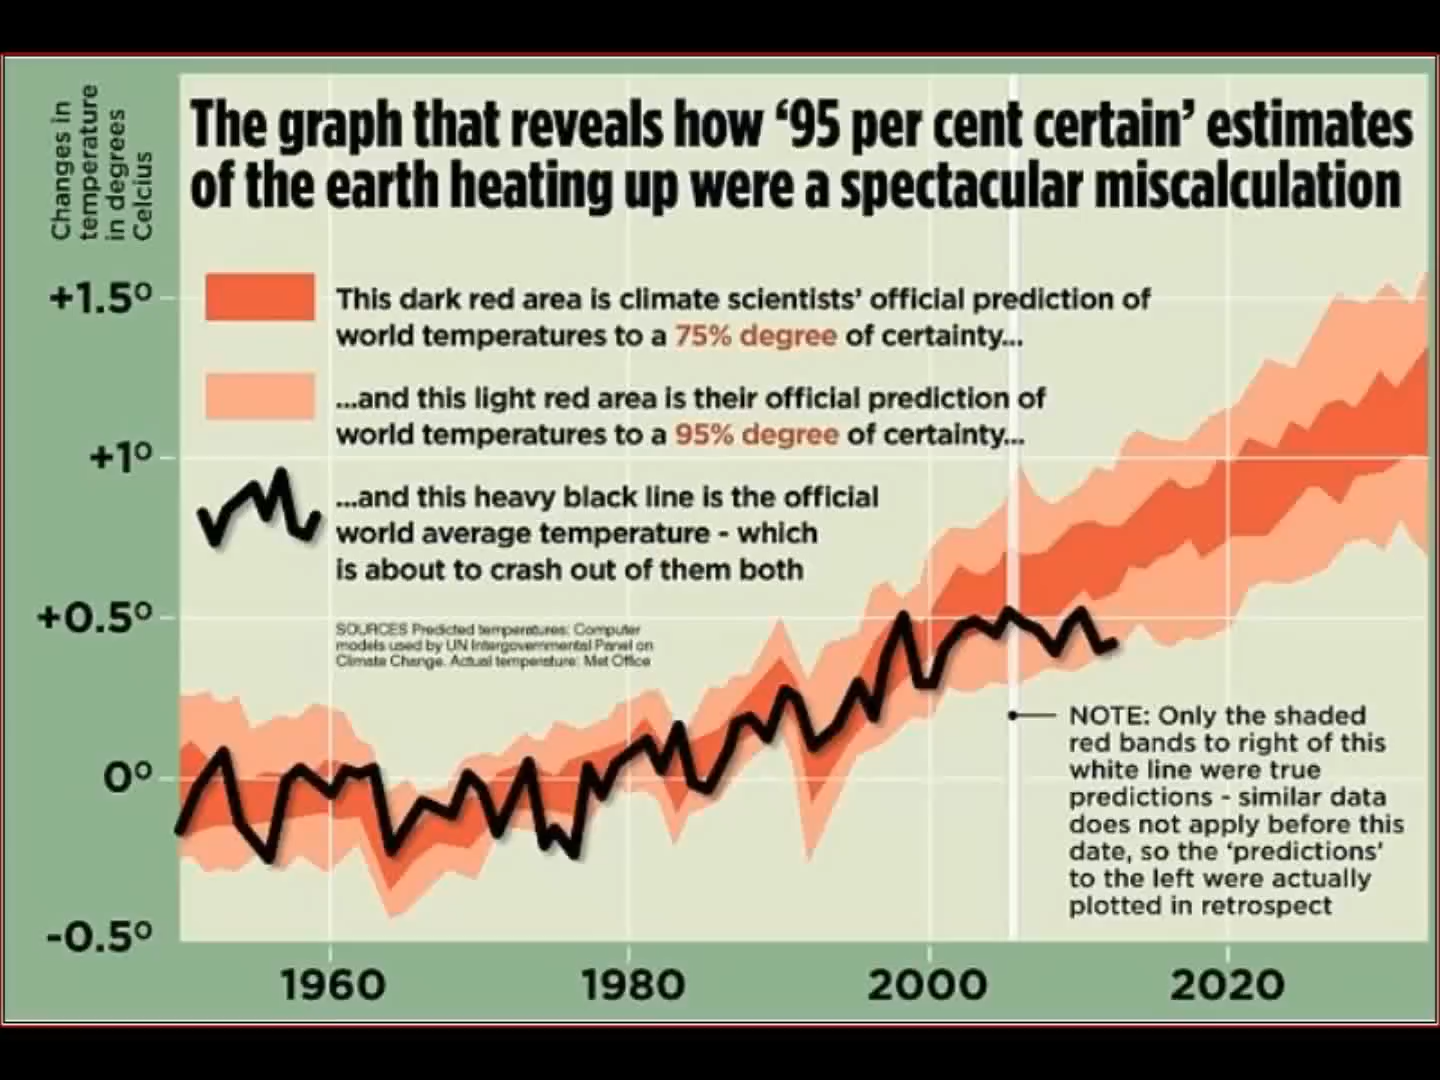 Changes in
temperature
in degrees
Celcius
The graph that reveals how ‘95 per cent certain’ estimates
of the earth heating up were a spectacular miscalculation
+1.5°
This dark red area is climate scientists’ official prediction of
world temperatures to a 75% degree of certainty...
...and this light red area is their official prediction of
world temperatures to a 95% degree of certainty...
+1°
...and this heavy black line is the official
world average temperature - which
is about to crash out of them both
+0.5°
SOURCES Predicted temperatures: Computer
models used by UN Intergovernmental Panel on
Climate Change. Actual temperature: Met Office
NOTE: Only the shaded
red bands to right of this
white line were true
predictions - similar data
does not apply before this
date, so the ‘predictions’
to the left were actually
plotted in retrospect
0°
-0.5°
1960
1980
2000
2020